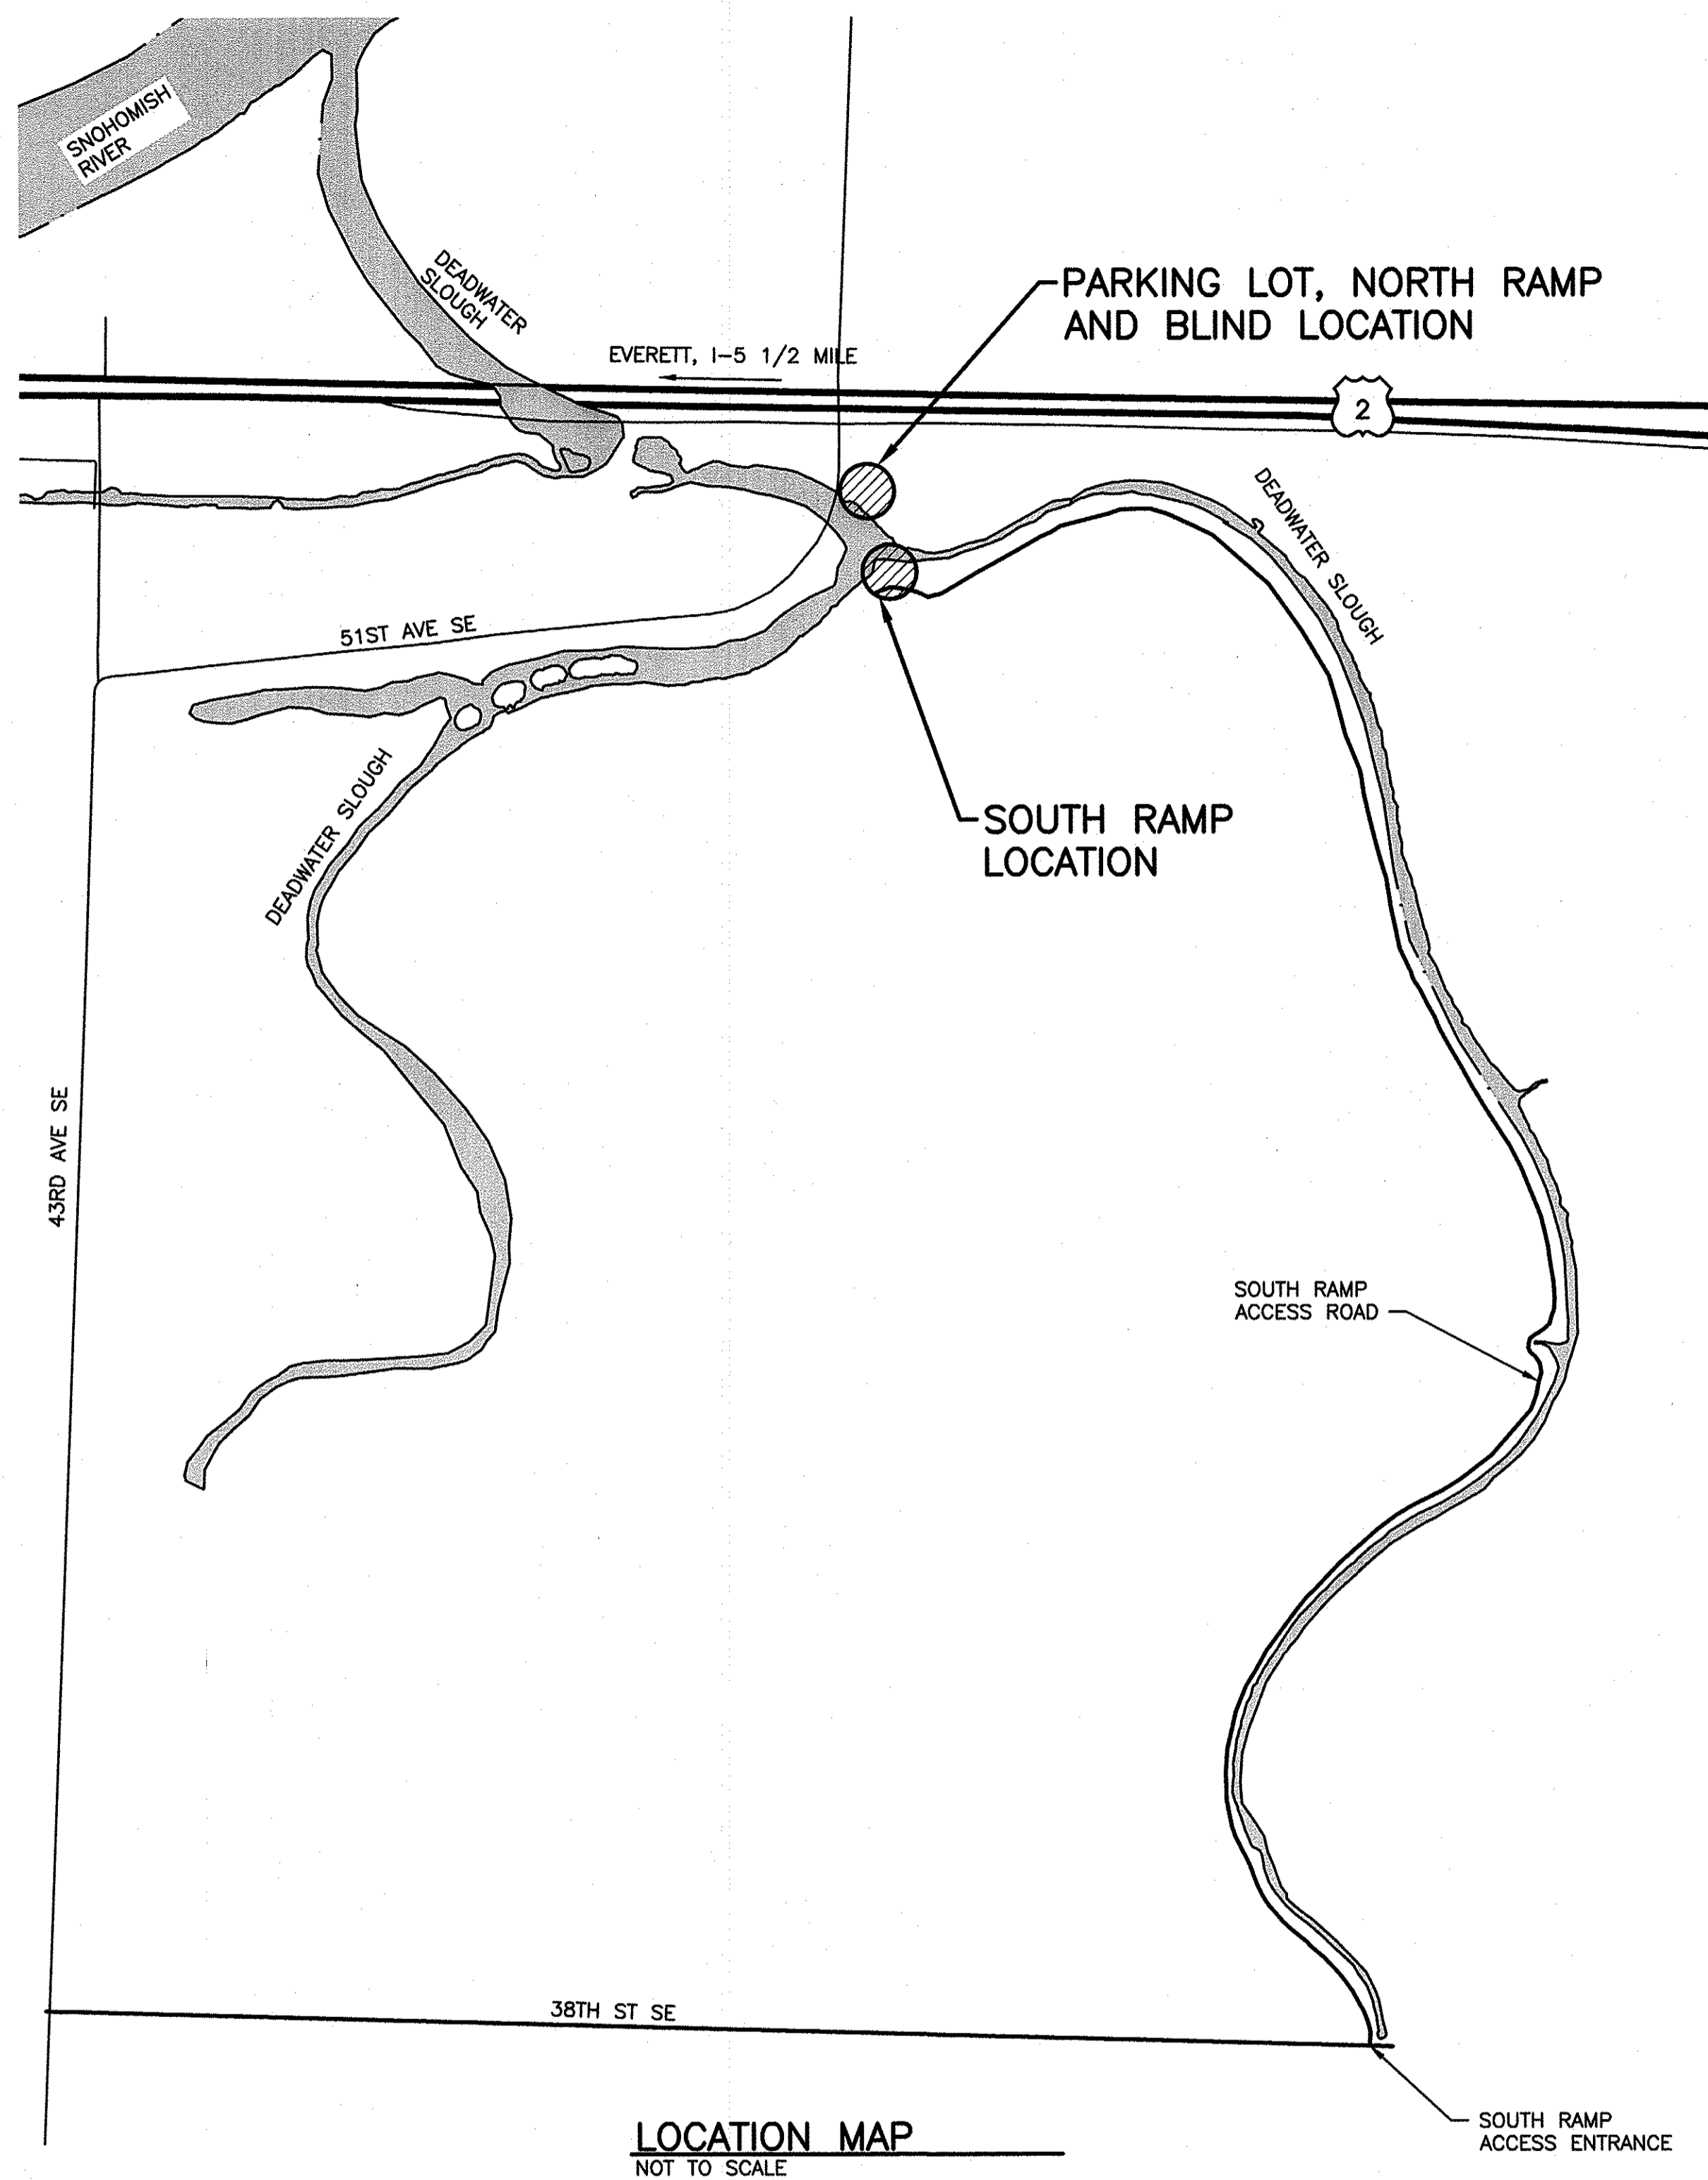 SNOHOMISH
RIVER
DEADWATER
SLOUGH
PARKING LOT, NORTH RAMP
AND BLIND LOCATION
EVERETT, I-5 1/2 MILE
2
DEADWATER SLOUGH
51ST AVE SE
SOUTH RAMP
LOCATION
DEADWATER SLOUGH
43RD AVE SE
SOUTH RAMP
ACCESS ROAD
38TH ST SE
SOUTH RAMP
ACCESS ENTRANCE
LOCATION MAP
NOT TO SCALE